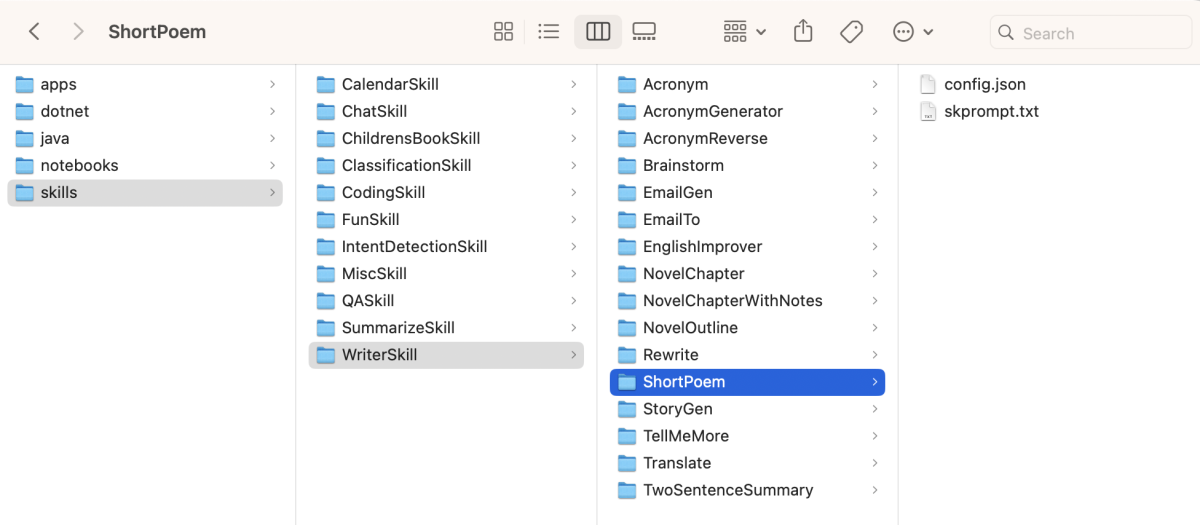 ShortPoem
Search
apps
dotnet
java
notebooks
skills
CalendarSkill
ChatSkill
ChildrensBookSkill
ClassificationSkill
CodingSkill
FunSkill
IntentDetectionSkill
MiscSkill
QASkill
SummarizeSkill
WriterSkill
Acronym
AcronymGenerator
AcronymReverse
Brainstorm
EmailGen
EmailTo
EnglishImprover
NovelChapter
NovelChapterWithNotes
NovelOutline
Rewrite
ShortPoem
StoryGen
TellMeMore
Translate
TwoSentenceSummary
config.json
txt
skprompt.txt